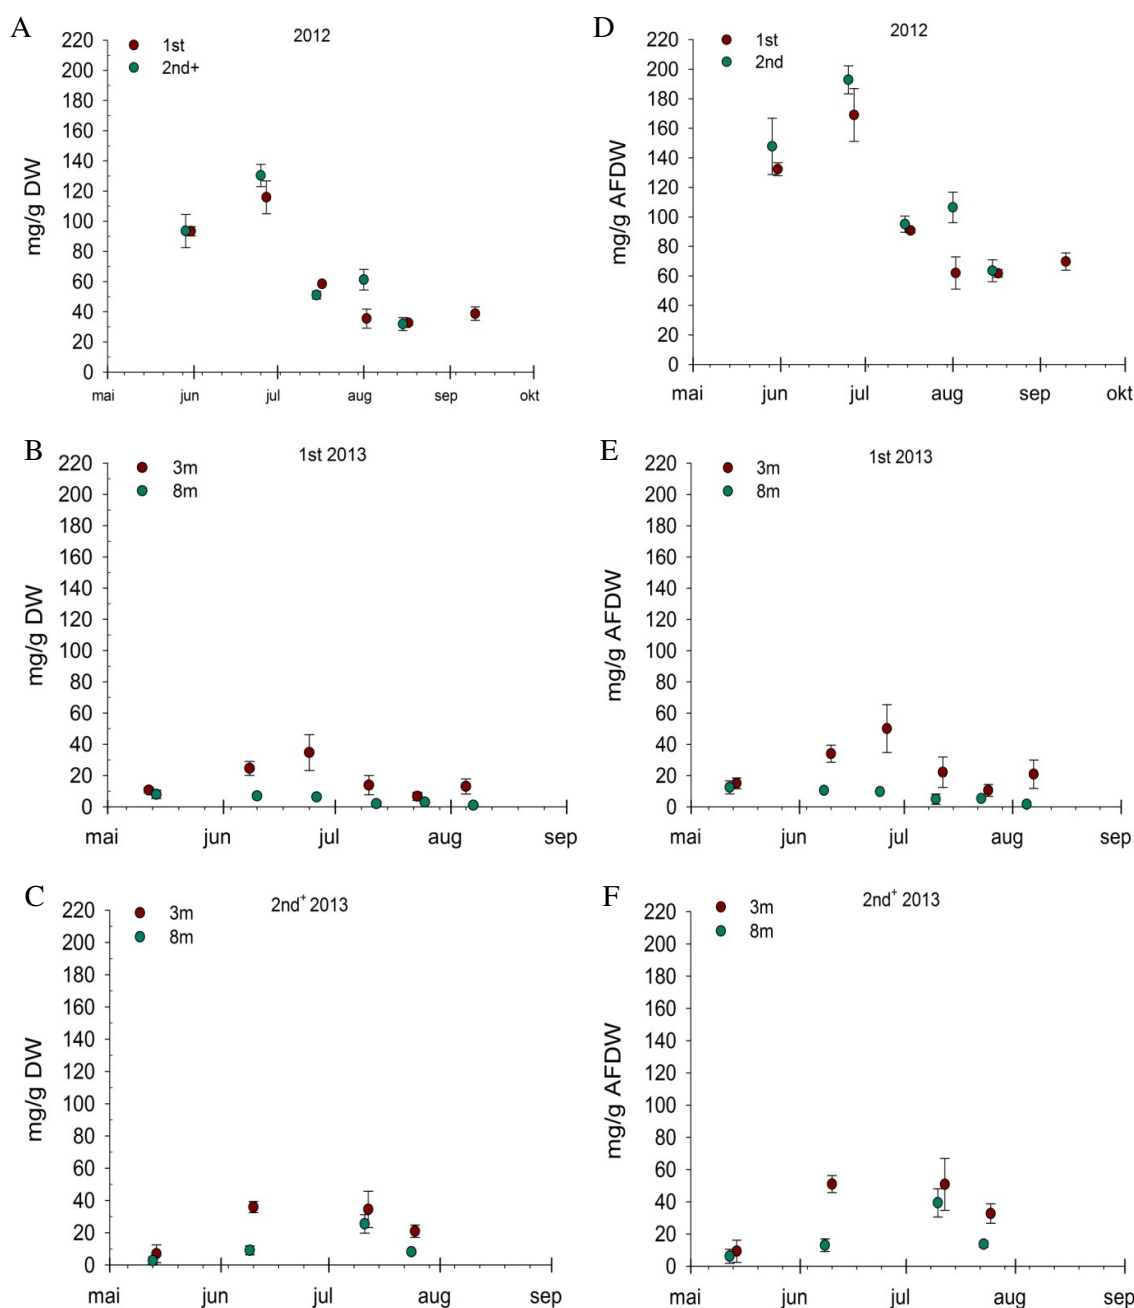 A
2012
1st
2nd+
220
200
180
160
140
120
100
80
60
40
20
0
mg/g DW
mai jun jul aug sep okt
D
2012
1st
2nd
220
200
180
160
140
120
100
80
60
40
20
0
mg/g AFDW
mai jun jul aug sep okt
B
1st 2013
3m
8m
220
200
180
160
140
120
100
80
60
40
20
0
mg/g DW
mai jun jul aug sep
E
1st 2013
3m
8m
220
200
180
160
140
120
100
80
60
40
20
0
mg/g AFDW
mai jun jul aug sep
C
2nd⁺ 2013
3m
8m
220
200
180
160
140
120
100
80
60
40
20
0
mg/g DW
mai jun jul aug sep
F
2nd⁺ 2013
3m
8m
220
200
180
160
140
120
100
80
60
40
20
0
mg/g AFDW
mai jun jul aug sep